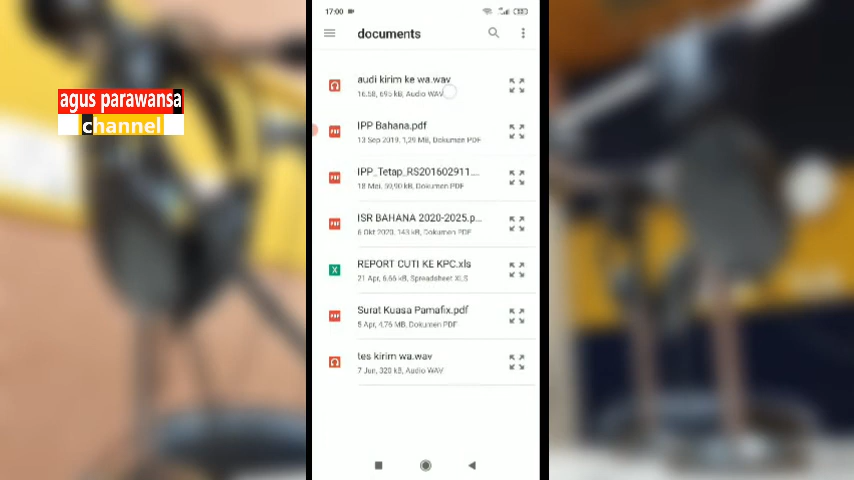 17:00
documents
agus parawansa
channel
audi kirim ke wa.wav
16.58, 695 kB, Audio WAV
IPP Bahana.pdf
13 Sep 2019, 1,29 MB, Dokumen PDF
IPP_Tetap_RS201602911...
18 Mei, 59,90 kB, Dokumen PDF
ISR BAHANA 2020-2025.p...
6 Okt 2020, 143 kB, Dokumen PDF
REPORT CUTI KE KPC.xls
21 Apr, 6,66 kB, Spreadsheet XLS
Surat Kuasa Pamafix.pdf
8 Apr, 4,76 MB, Dokumen PDF
tes kirim wa.wav
7 Jun, 320 kB, Audio WAV